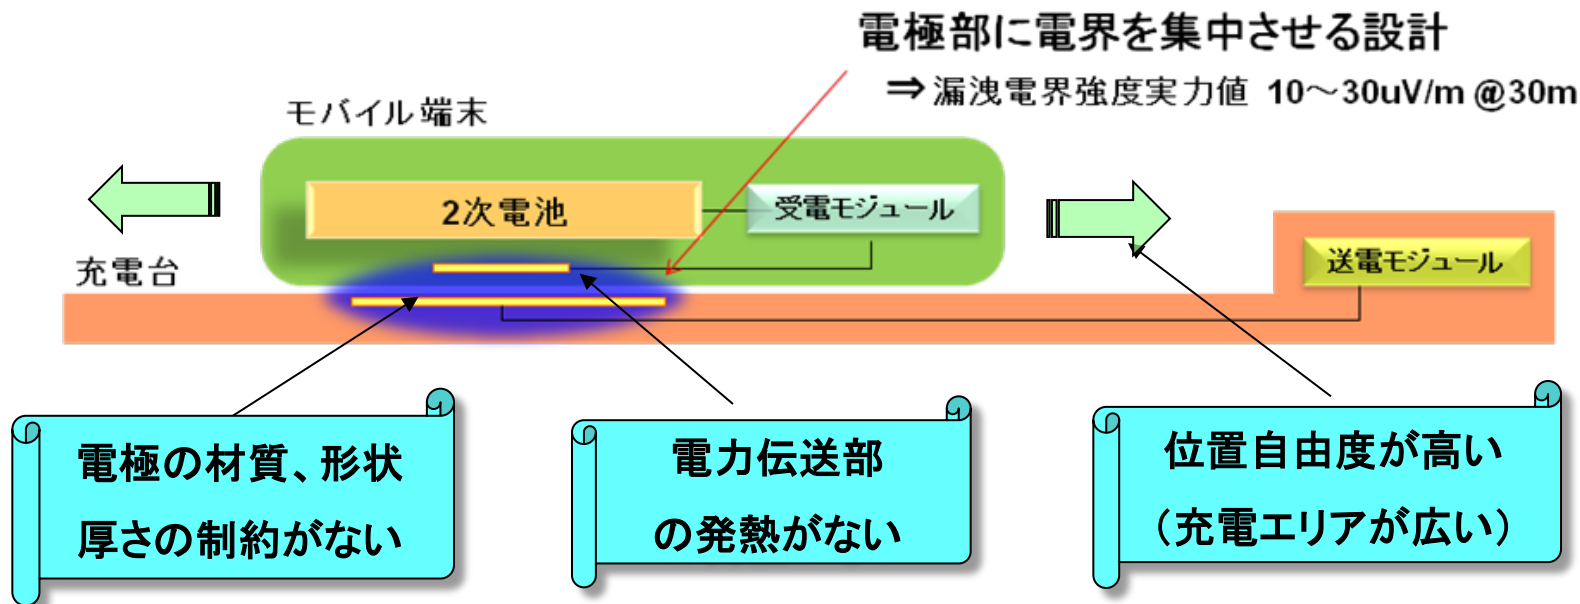 電極部に電界を集中させる設計
⇒漏洩電界強度実力値 10～30uV/m @30m
モバイル端末
2次電池
受電モジュール
充電台
送電モジュール
電極の材質、形状
厚さの制約がない
電力伝送部
の発熱がない
位置自由度が高い
（充電エリアが広い）